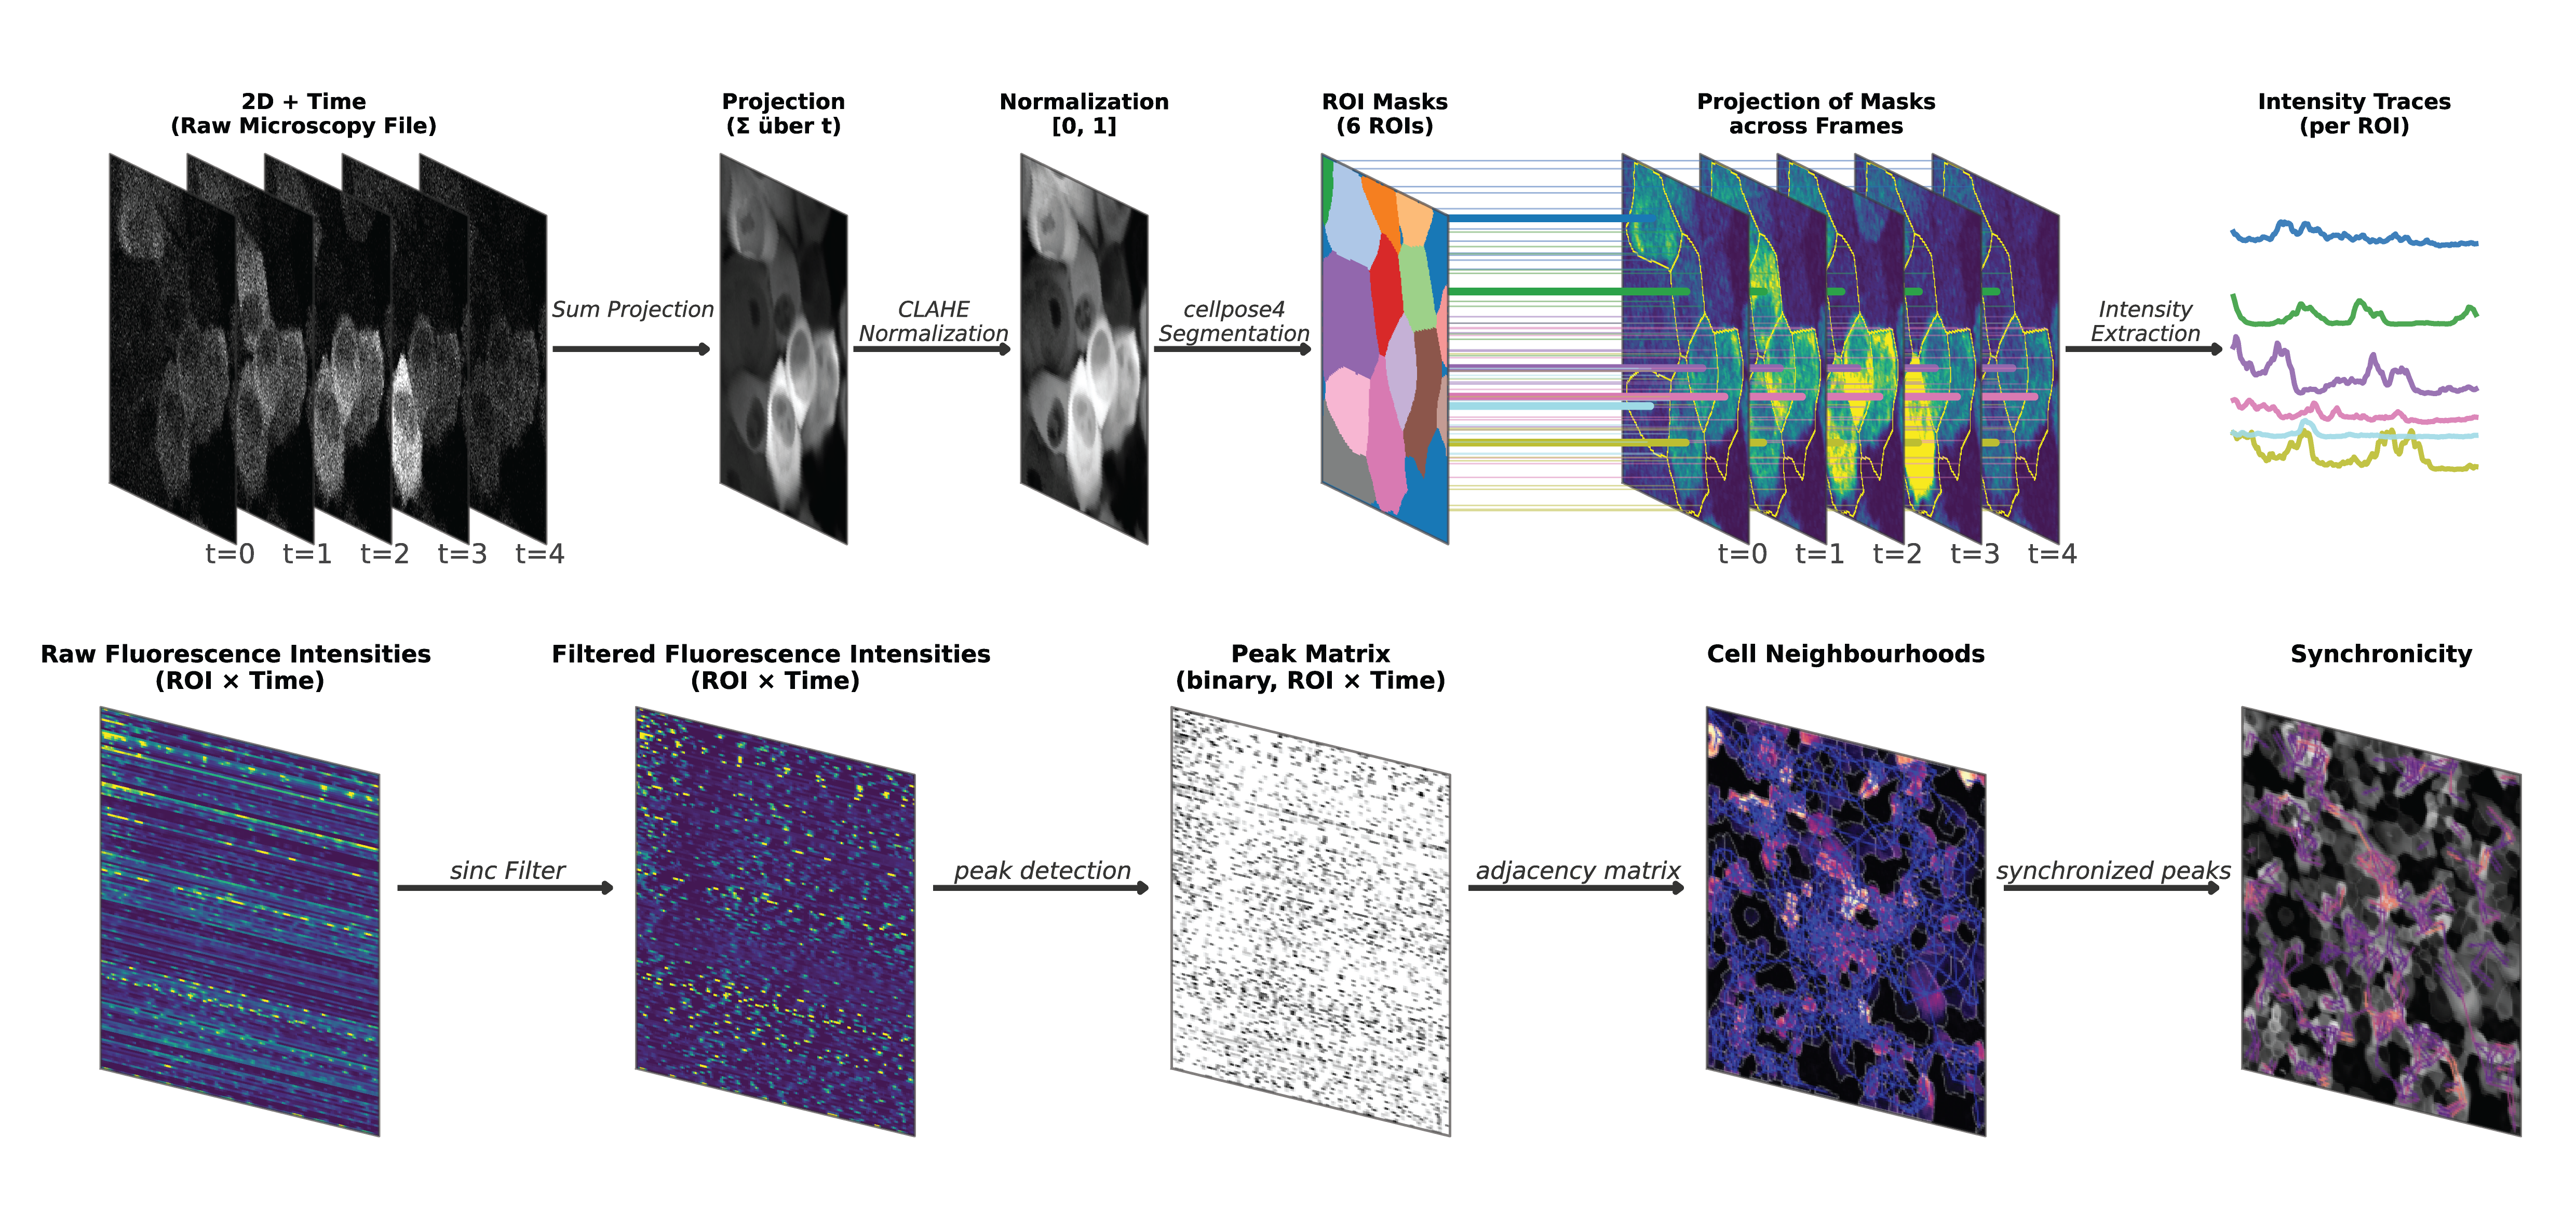 2D + Time
(Raw Microscopy File)
Projection
(Σ über t)
Normalization
[0, 1]
ROI Masks
(6 ROIs)
Projection of Masks
across Frames
Intensity Traces
(per ROI)
Sum Projection
CLAHE
Normalization
cellpose4
Segmentation
Intensity
Extraction
t=0
t=1
t=2
t=3
t=4
t=0
t=1
t=2
t=3
t=4
Raw Fluorescence Intensities
(ROI × Time)
Filtered Fluorescence Intensities
(ROI × Time)
Peak Matrix
(binary, ROI × Time)
Cell Neighbourhoods
Synchronicity
sinc Filter
peak detection
adjacency matrix
synchronized peaks